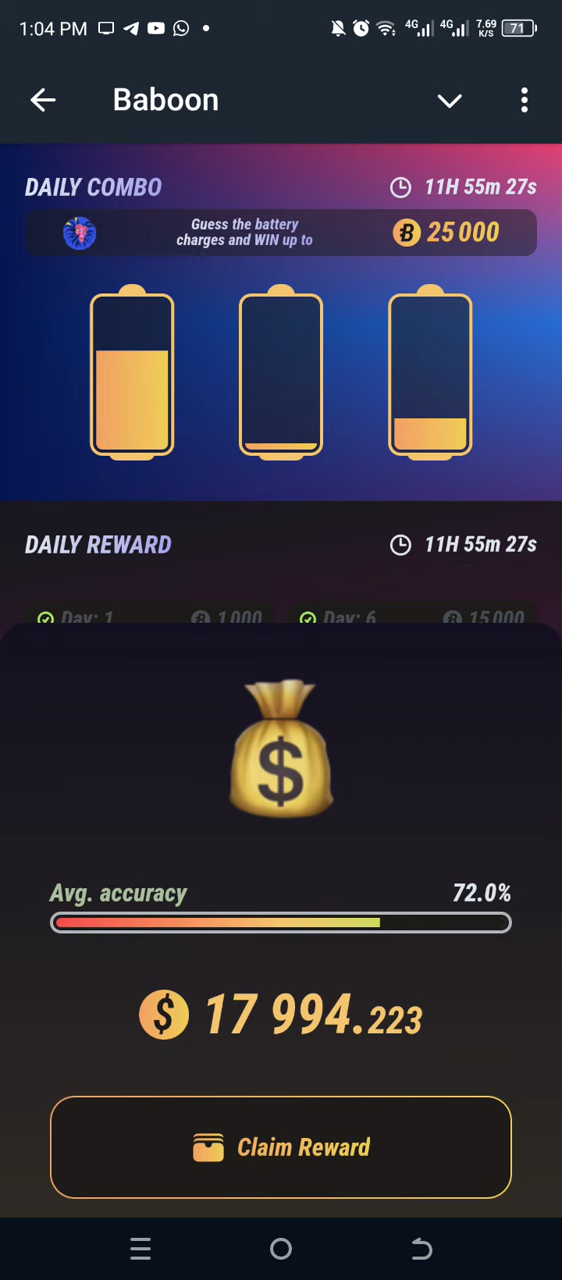 1:04 PM 4G 4G 7.69 K/S 71
Baboon
DAILY COMBO 11H 55m 27s
Guess the battery
charges and WIN up to
25 000
DAILY REWARD 11H 55m 27s
Day: 1 1 000 Day: 6 15 000
$
Avg. accuracy 72.0%
$ 17 994.223
Claim Reward